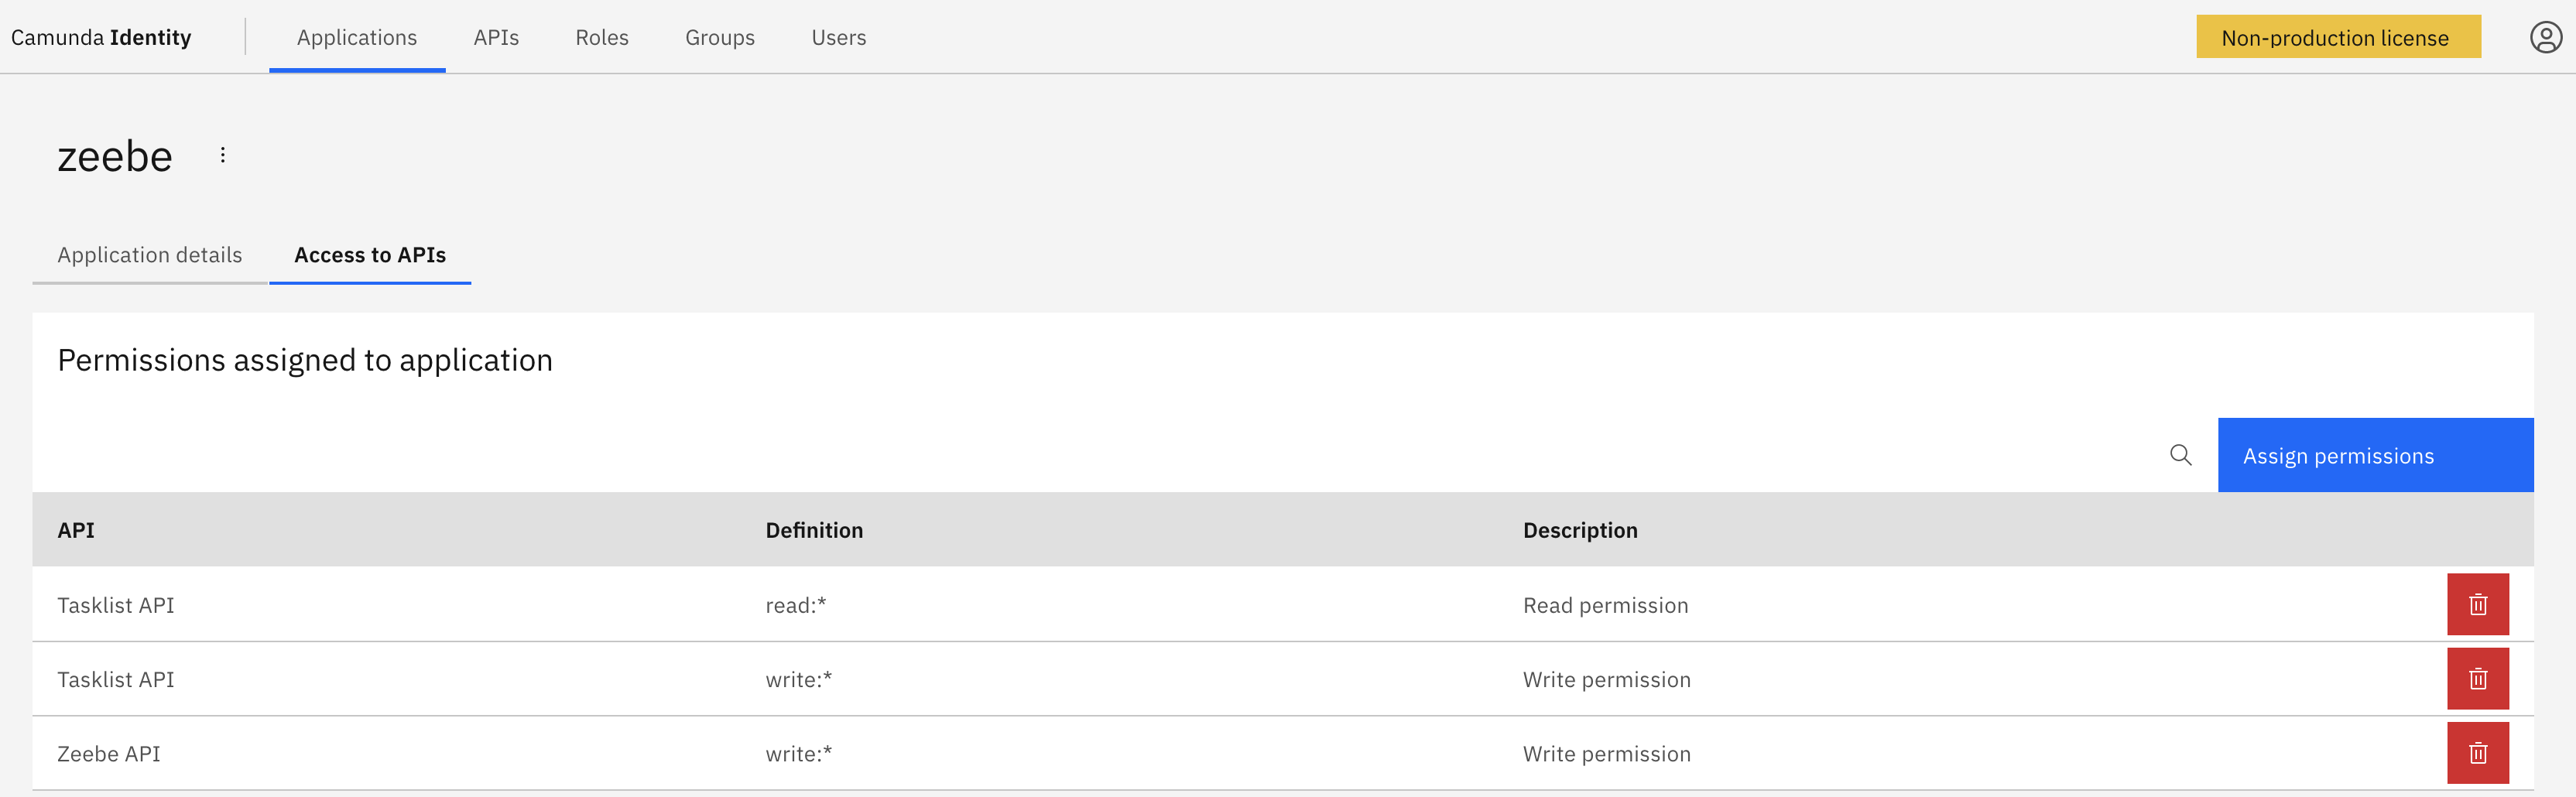 Camunda Identity Applications APIs Roles Groups Users Non-production license
zeebe
Application details Access to APIs
Permissions assigned to application
Assign permissions
API Definition Description
Tasklist API read:* Read permission
Tasklist API write:* Write permission
Zeebe API write:* Write permission